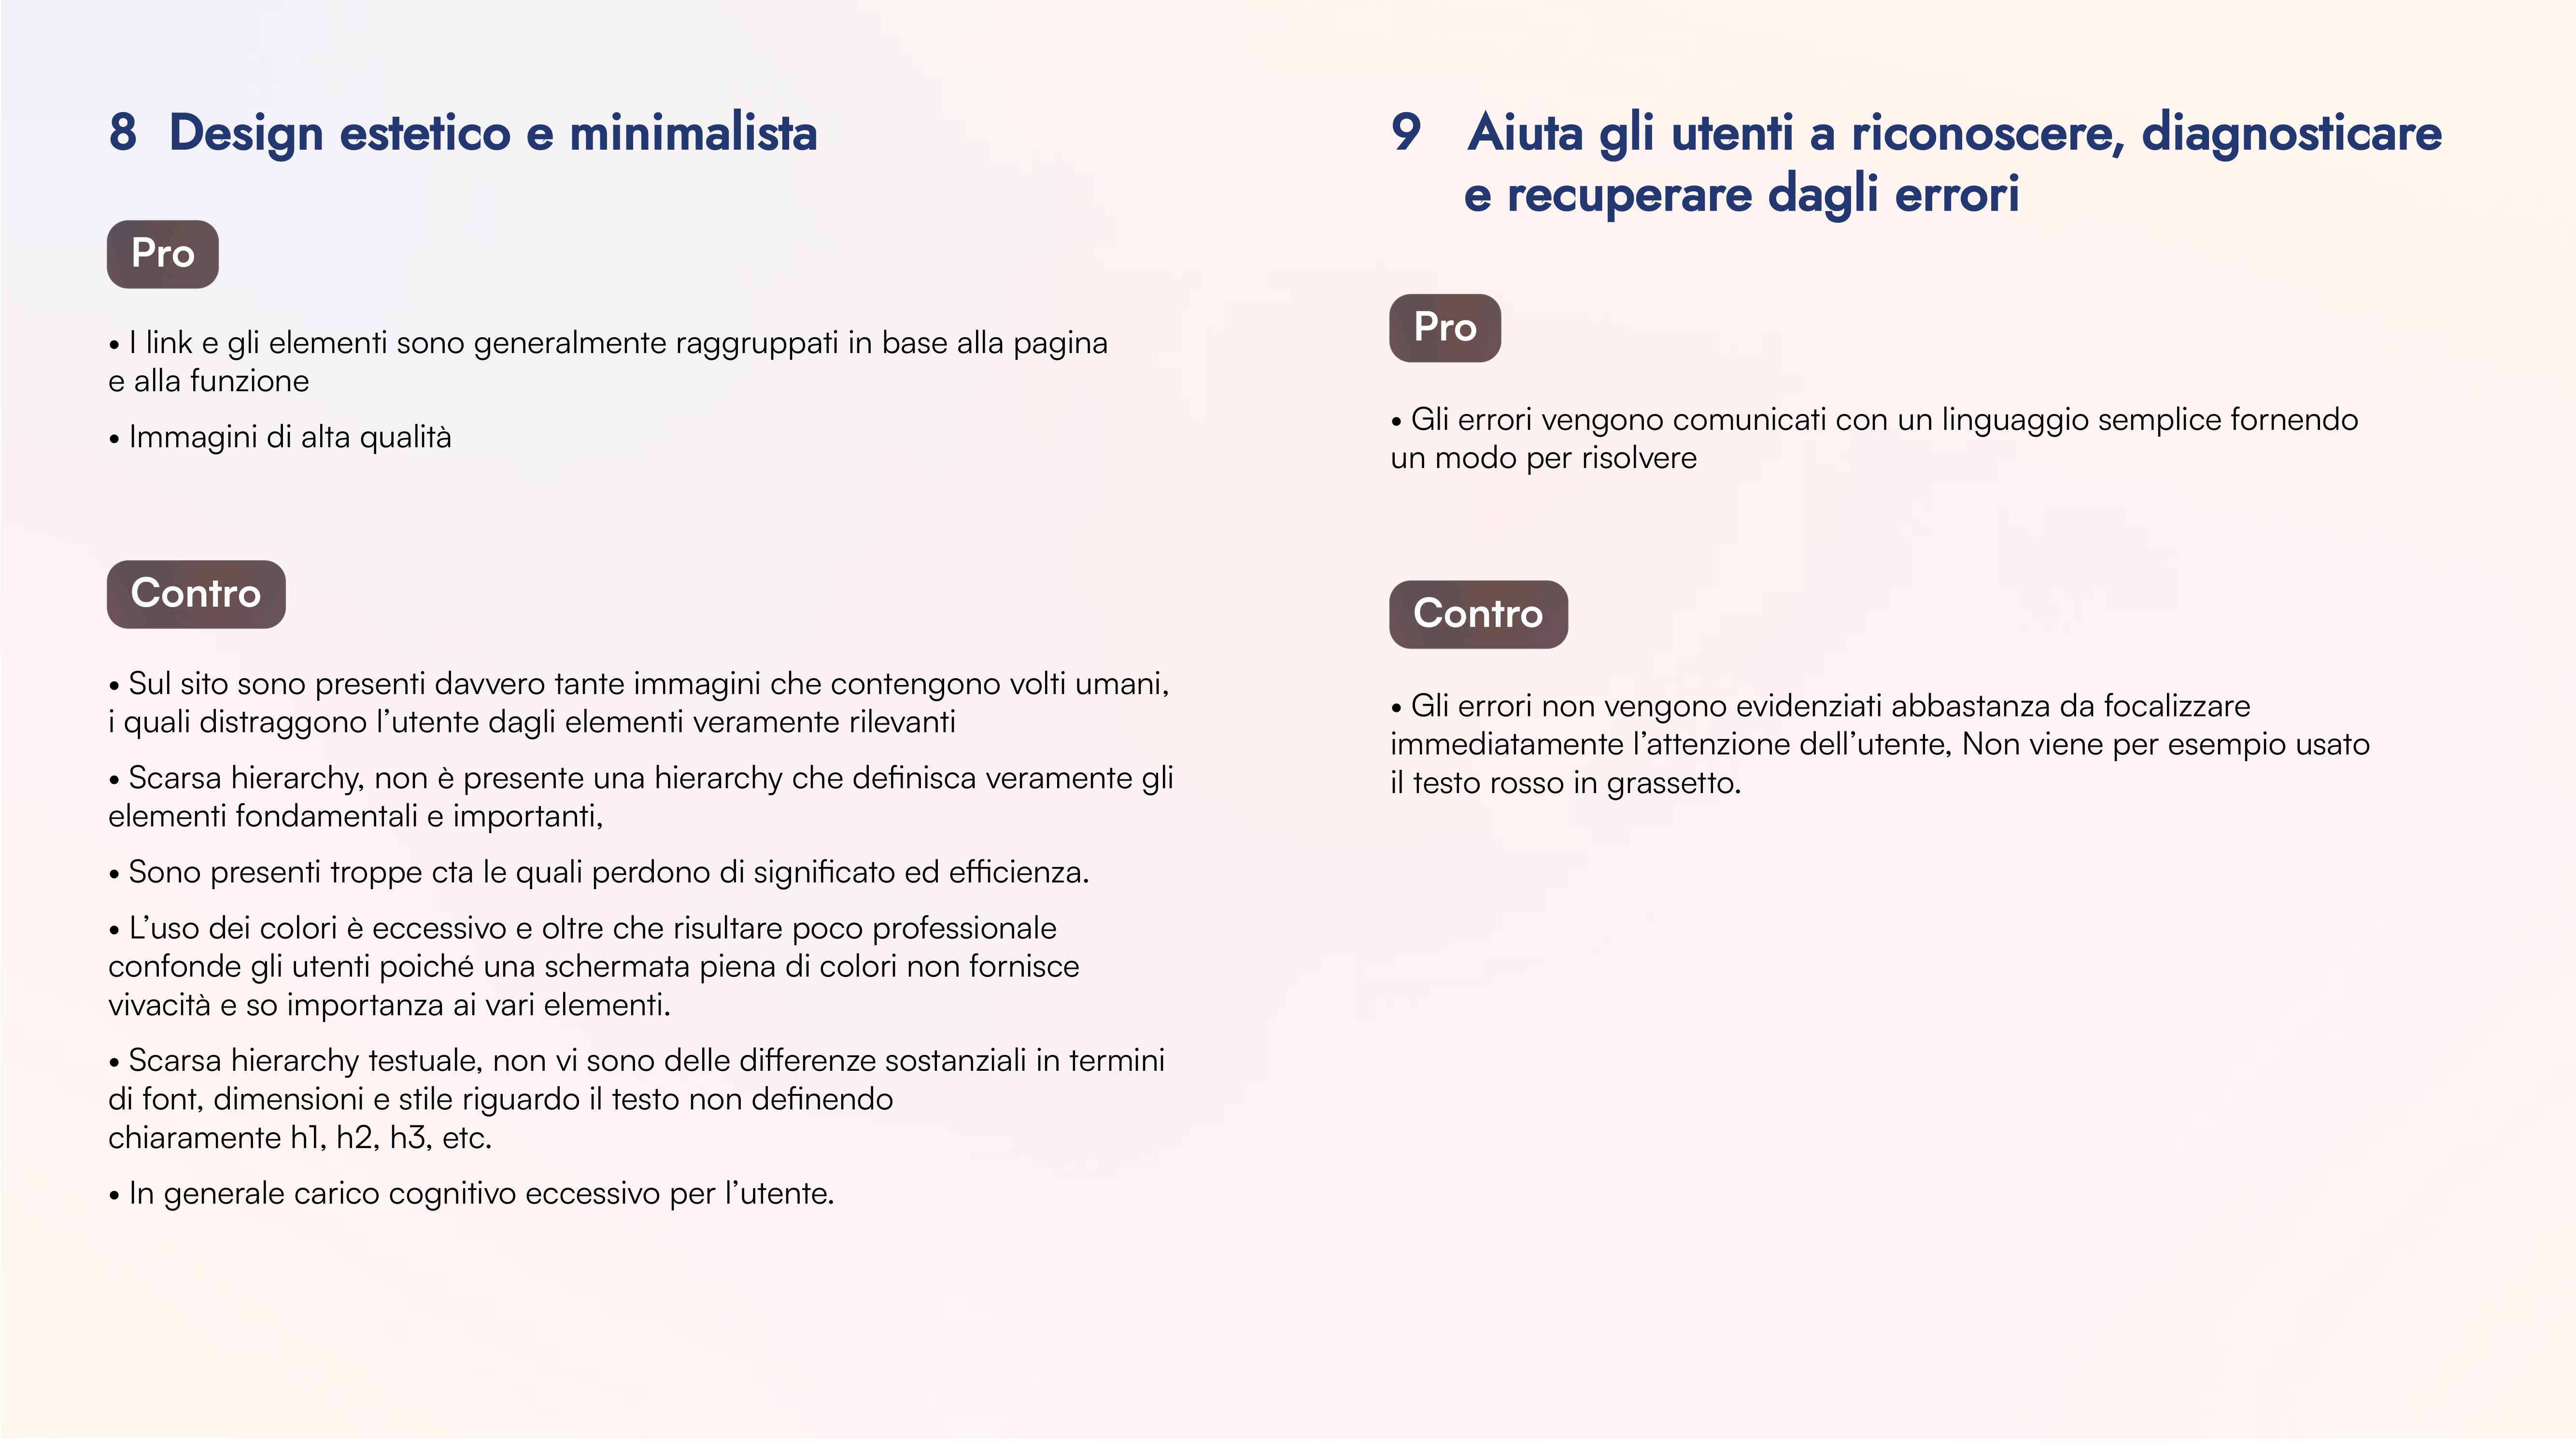 8 Design estetico e minimalista
Pro
• I link e gli elementi sono generalmente raggruppati in base alla pagina
e alla funzione
• Immagini di alta qualità
Contro
• Sul sito sono presenti davvero tante immagini che contengono volti umani,
i quali distraggono l’utente dagli elementi veramente rilevanti
• Scarsa hierarchy, non è presente una hierarchy che definisca veramente gli
elementi fondamentali e importanti,
• Sono presenti troppe cta le quali perdono di significato ed efficienza.
• L’uso dei colori è eccessivo e oltre che risultare poco professionale
confonde gli utenti poiché una schermata piena di colori non fornisce
vivacità e so importanza ai vari elementi.
• Scarsa hierarchy testuale, non vi sono delle differenze sostanziali in termini
di font, dimensioni e stile riguardo il testo non definendo
chiaramente h1, h2, h3, etc.
• In generale carico cognitivo eccessivo per l’utente.
9 Aiuta gli utenti a riconoscere, diagnosticare
e recuperare dagli errori
Pro
• Gli errori vengono comunicati con un linguaggio semplice fornendo
un modo per risolvere
Contro
• Gli errori non vengono evidenziati abbastanza da focalizzare
immediatamente l’attenzione dell’utente, Non viene per esempio usato
il testo rosso in grassetto.